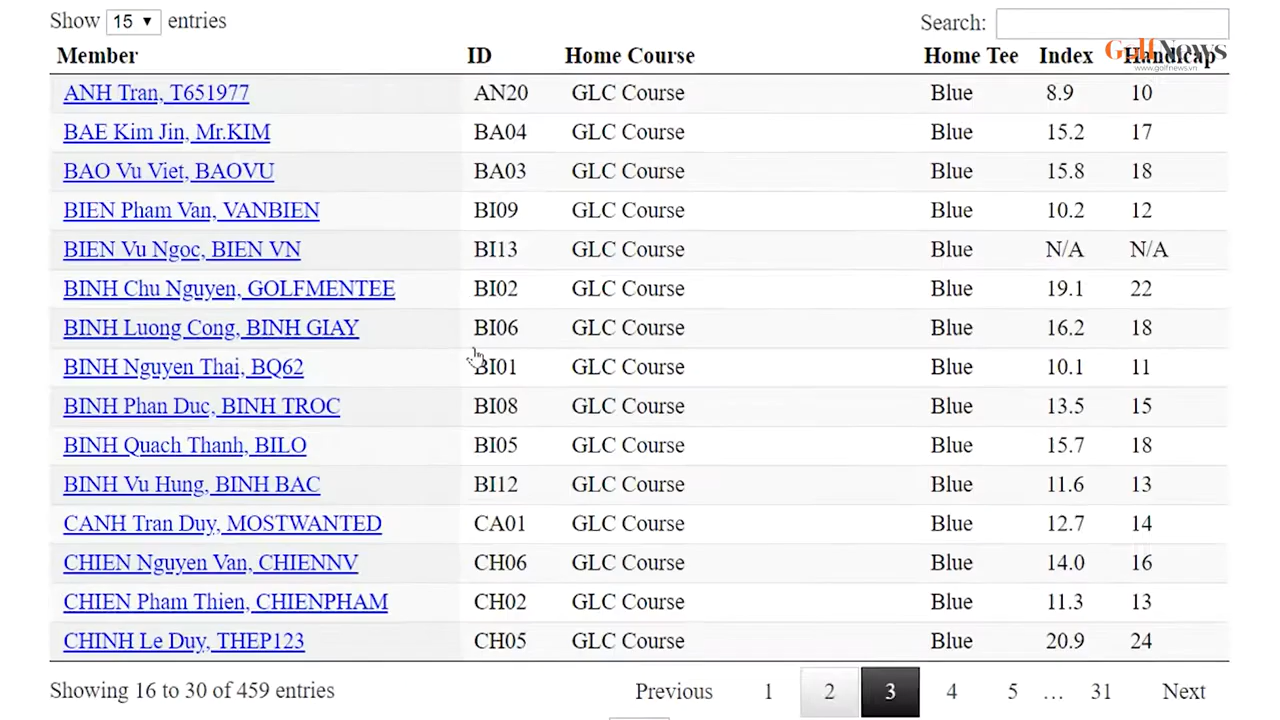 Show 15 entries Search:
GolfNews
www.golfnews.vn
Member ID Home Course Home Tee Index Handicap
ANH Tran, T651977 AN20 GLC Course Blue 8.9 10
BAE Kim Jin, Mr.KIM BA04 GLC Course Blue 15.2 17
BAO Vu Viet, BAOVU BA03 GLC Course Blue 15.8 18
BIEN Pham Van, VANBIEN BI09 GLC Course Blue 10.2 12
BIEN Vu Ngoc, BIEN VN BI13 GLC Course Blue N/A N/A
BINH Chu Nguyen, GOLFMENTEE BI02 GLC Course Blue 19.1 22
BINH Luong Cong, BINH GIAY BI06 GLC Course Blue 16.2 18
BINH Nguyen Thai, BQ62 BI01 GLC Course Blue 10.1 11
BINH Phan Duc, BINH TROC BI08 GLC Course Blue 13.5 15
BINH Quach Thanh, BILO BI05 GLC Course Blue 15.7 18
BINH Vu Hung, BINH BAC BI12 GLC Course Blue 11.6 13
CANH Tran Duy, MOSTWANTED CA01 GLC Course Blue 12.7 14
CHIEN Nguyen Van, CHIENNV CH06 GLC Course Blue 14.0 16
CHIEN Pham Thien, CHIENPHAM CH02 GLC Course Blue 11.3 13
CHINH Le Duy, THEP123 CH05 GLC Course Blue 20.9 24
Showing 16 to 30 of 459 entries Previous 1 2 3 4 5 … 31 Next